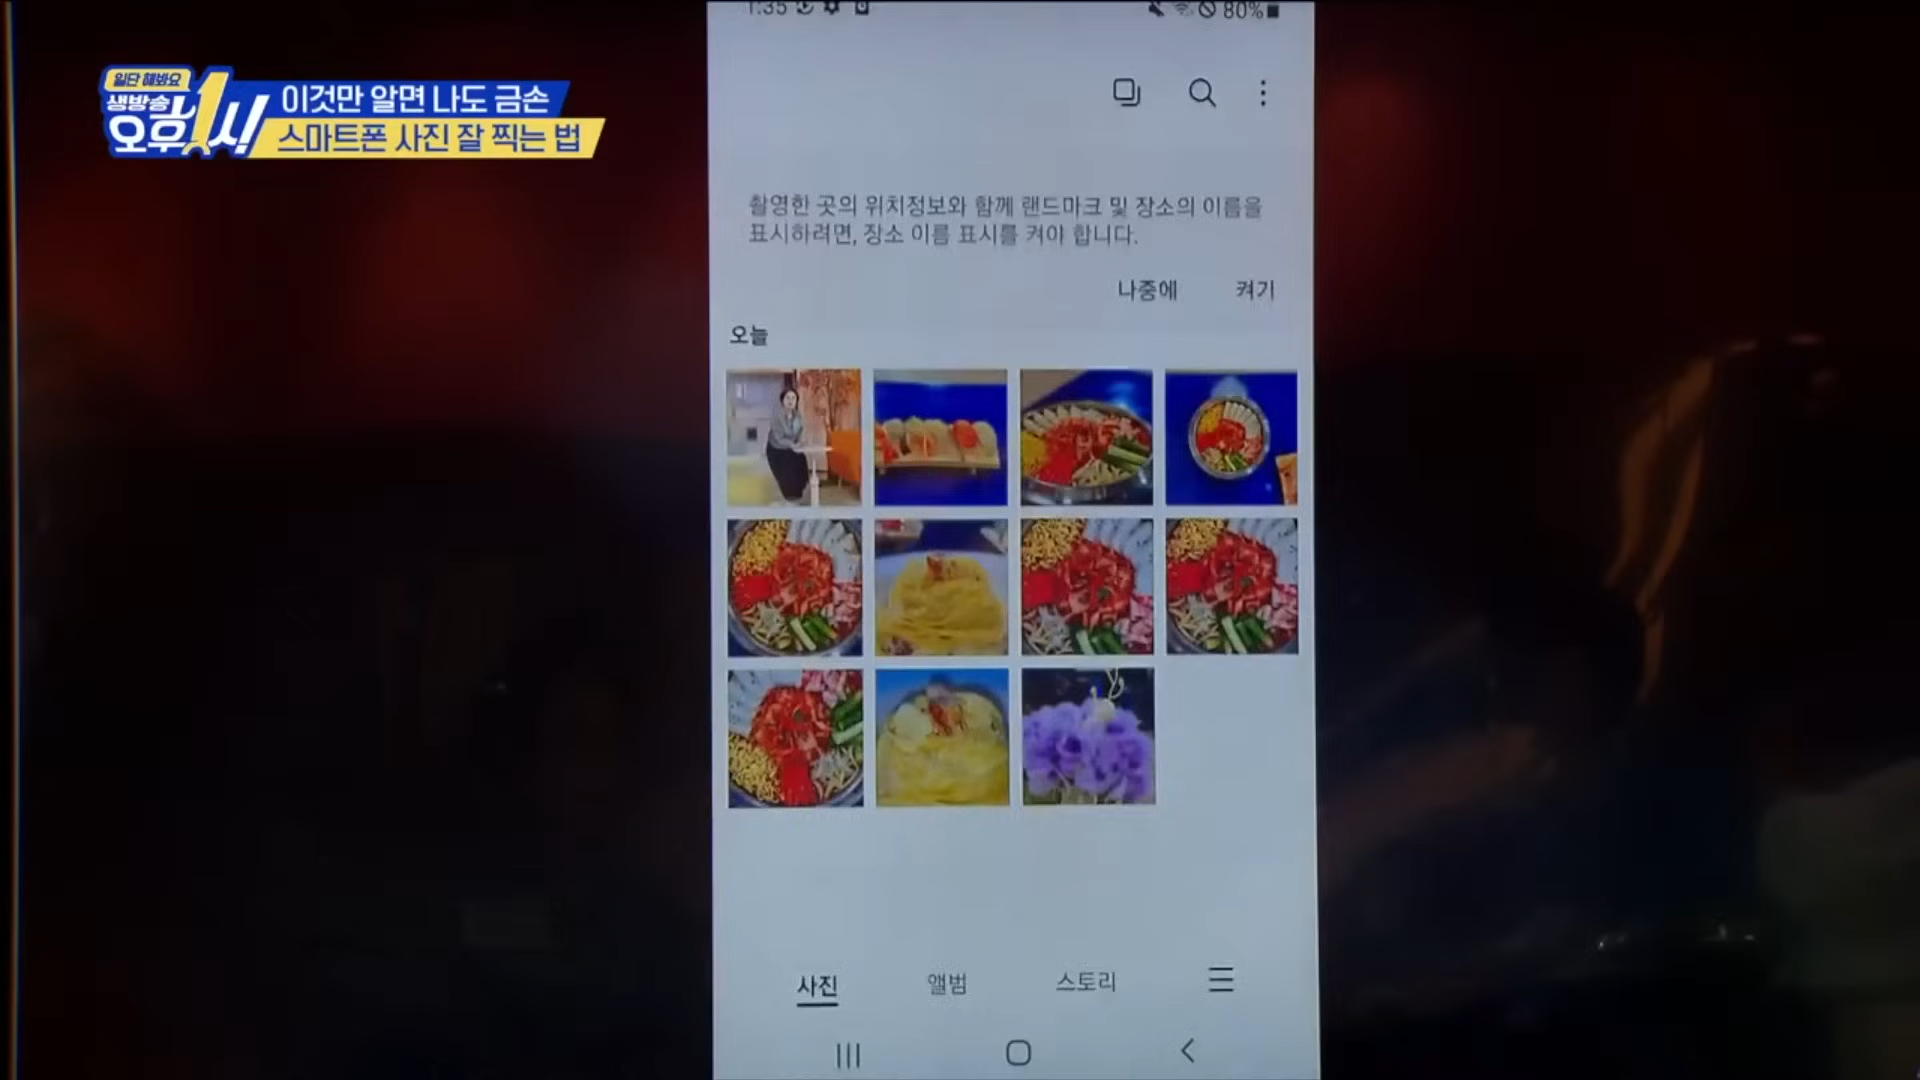 1:35
80%
일단 해봐요
생방송
오후1시!
이것만 알면 나도 금손
스마트폰 사진 잘 찍는 법
촬영한 곳의 위치정보와 함께 랜드마크 및 장소의 이름을
표시하려면, 장소 이름 표시를 켜야 합니다.
나중에 켜기
오늘
사진 앨범 스토리